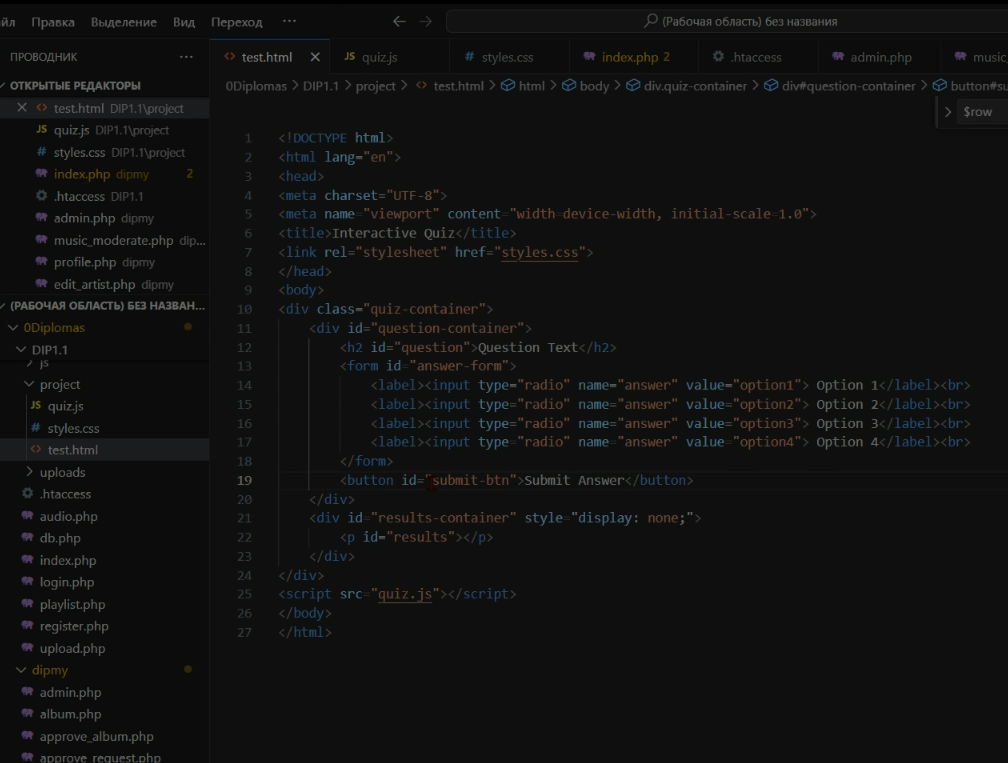 йл Правка Выделение Вид Переход ··· (Рабочая область) без названия
ПРОВОДНИК ···
test.html JS quiz.js # styles.css index.php 2 .htaccess admin.php music_
ОТКРЫТЫЕ РЕДАКТОРЫ
test.html DIP1.1\project
JS quiz.js DIP1.1\project
# styles.css DIP1.1\project
index.php dipmy 2
.htaccess DIP1.1
admin.php dipmy
music_moderate.php dip...
profile.php dipmy
edit_artist.php dipmy
(РАБОЧАЯ ОБЛАСТЬ) БЕЗ НАЗВАН...
0Diplomas
DIP1.1
js
project
JS quiz.js
# styles.css
test.html
uploads
.htaccess
audio.php
db.php
index.php
login.php
playlist.php
register.php
upload.php
dipmy
admin.php
album.php
approve_album.php
approve_request.php
0Diplomas > DIP1.1 > project > test.html > html > body > div.quiz-container > div#question-container > button#su
> $row
1 <!DOCTYPE html>
2 <html lang="en">
3 <head>
4 <meta charset="UTF-8">
5 <meta name="viewport" content="width=device-width, initial-scale=1.0">
6 <title>Interactive Quiz</title>
7 <link rel="stylesheet" href="styles.css">
8 </head>
9 <body>
10 <div class="quiz-container">
11 <div id="question-container">
12 <h2 id="question">Question Text</h2>
13 <form id="answer-form">
14 <label><input type="radio" name="answer" value="option1"> Option 1</label><br>
15 <label><input type="radio" name="answer" value="option2"> Option 2</label><br>
16 <label><input type="radio" name="answer" value="option3"> Option 3</label><br>
17 <label><input type="radio" name="answer" value="option4"> Option 4</label><br>
18 </form>
19 <button id="submit-btn">Submit Answer</button>
20 </div>
21 <div id="results-container" style="display: none;">
22 <p id="results"></p>
23 </div>
24 </div>
25 <script src="quiz.js"></script>
26 </body>
27 </html>